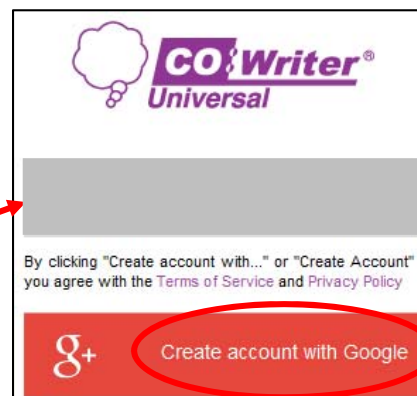 CO:Writer®
Universal
By clicking "Create account with..." or "Create Account"
you agree with the Terms of Service and Privacy Policy
g+ Create account with Google